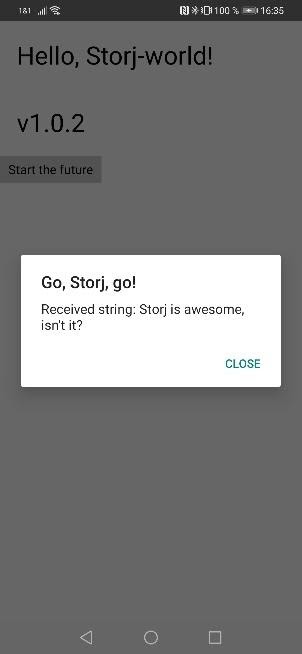 1&1 100 % 16:35
Hello, Storj-world!
v1.0.2
Start the future
Go, Storj, go!
Received string: Storj is awesome,
isn't it?
CLOSE